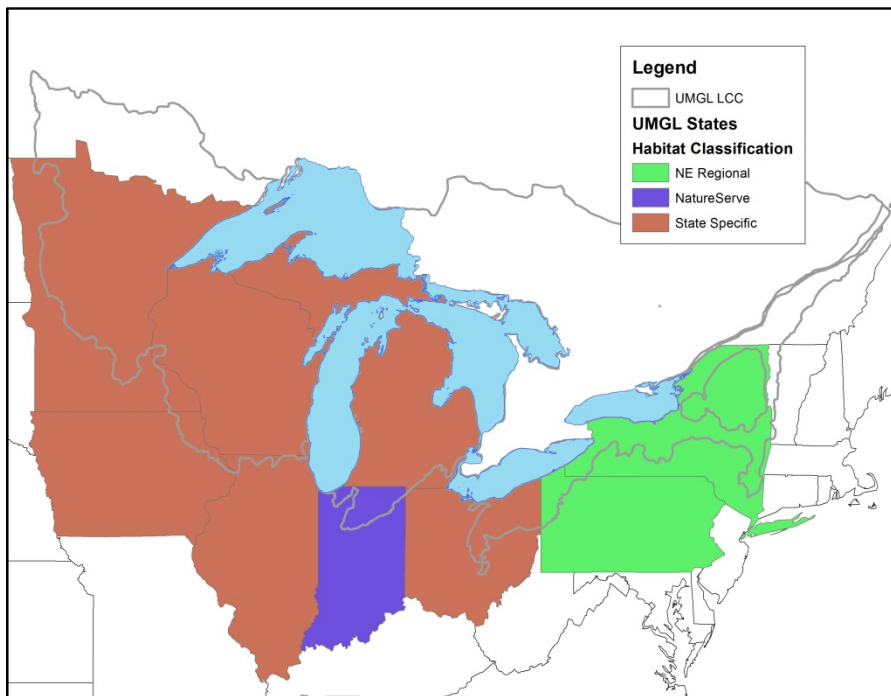 Legend
UMGL LCC
UMGL States
Habitat Classification
NE Regional
NatureServe
State Specific